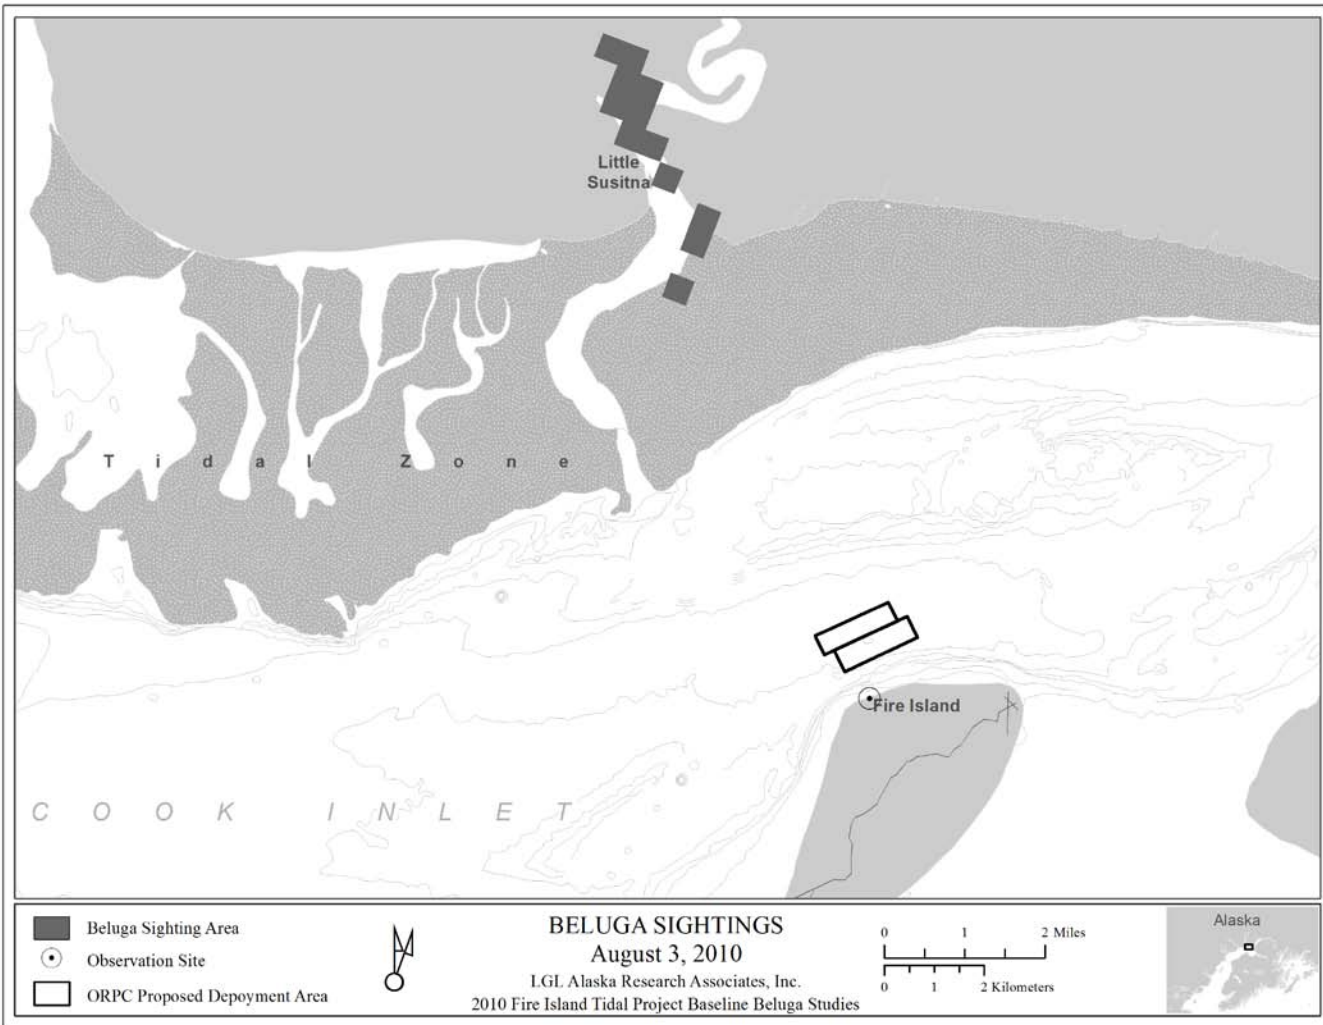 Little
Susitna
T i d a l Z o n e
Fire Island
C O O K I N L E T
Beluga Sighting Area
Observation Site
ORPC Proposed Depoyment Area
N
BELUGA SIGHTINGS
August 3, 2010
LGL Alaska Research Associates, Inc.
2010 Fire Island Tidal Project Baseline Beluga Studies
0 1 2 Miles
0 1 2 Kilometers
Alaska